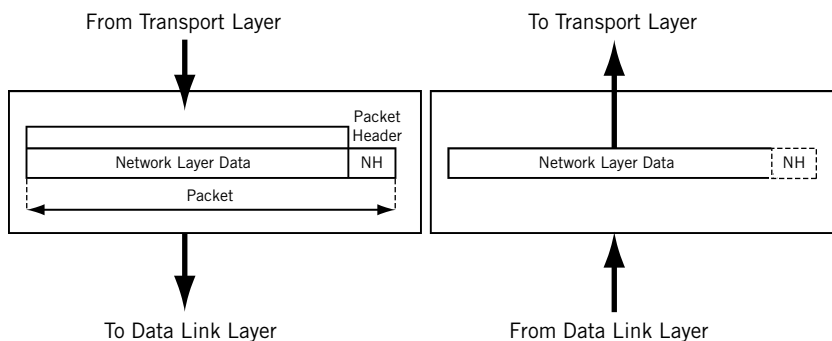 From Transport Layer
To Transport Layer
Packet
Header
Network Layer Data
NH
Packet
Network Layer Data
NH
To Data Link Layer
From Data Link Layer